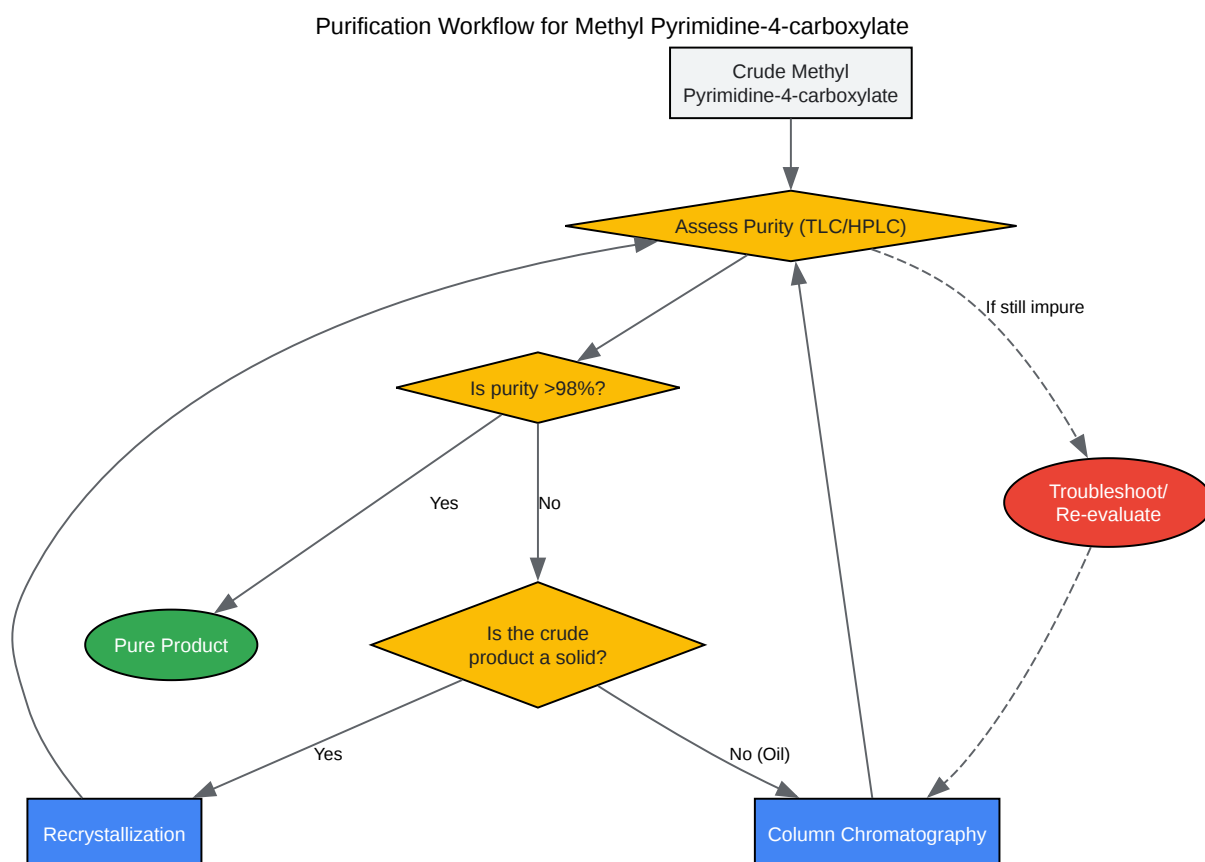 Purification Workflow for Methyl Pyrimidine-4-carboxylate
Crude Methyl
Pyrimidine-4-carboxylate
Assess Purity (TLC/HPLC)
If still impure
Is purity >98%?
Yes
No
Troubleshoot/
Re-evaluate
Pure Product
Is the crude
product a solid?
Yes
No (Oil)
Recrystallization
Column Chromatography